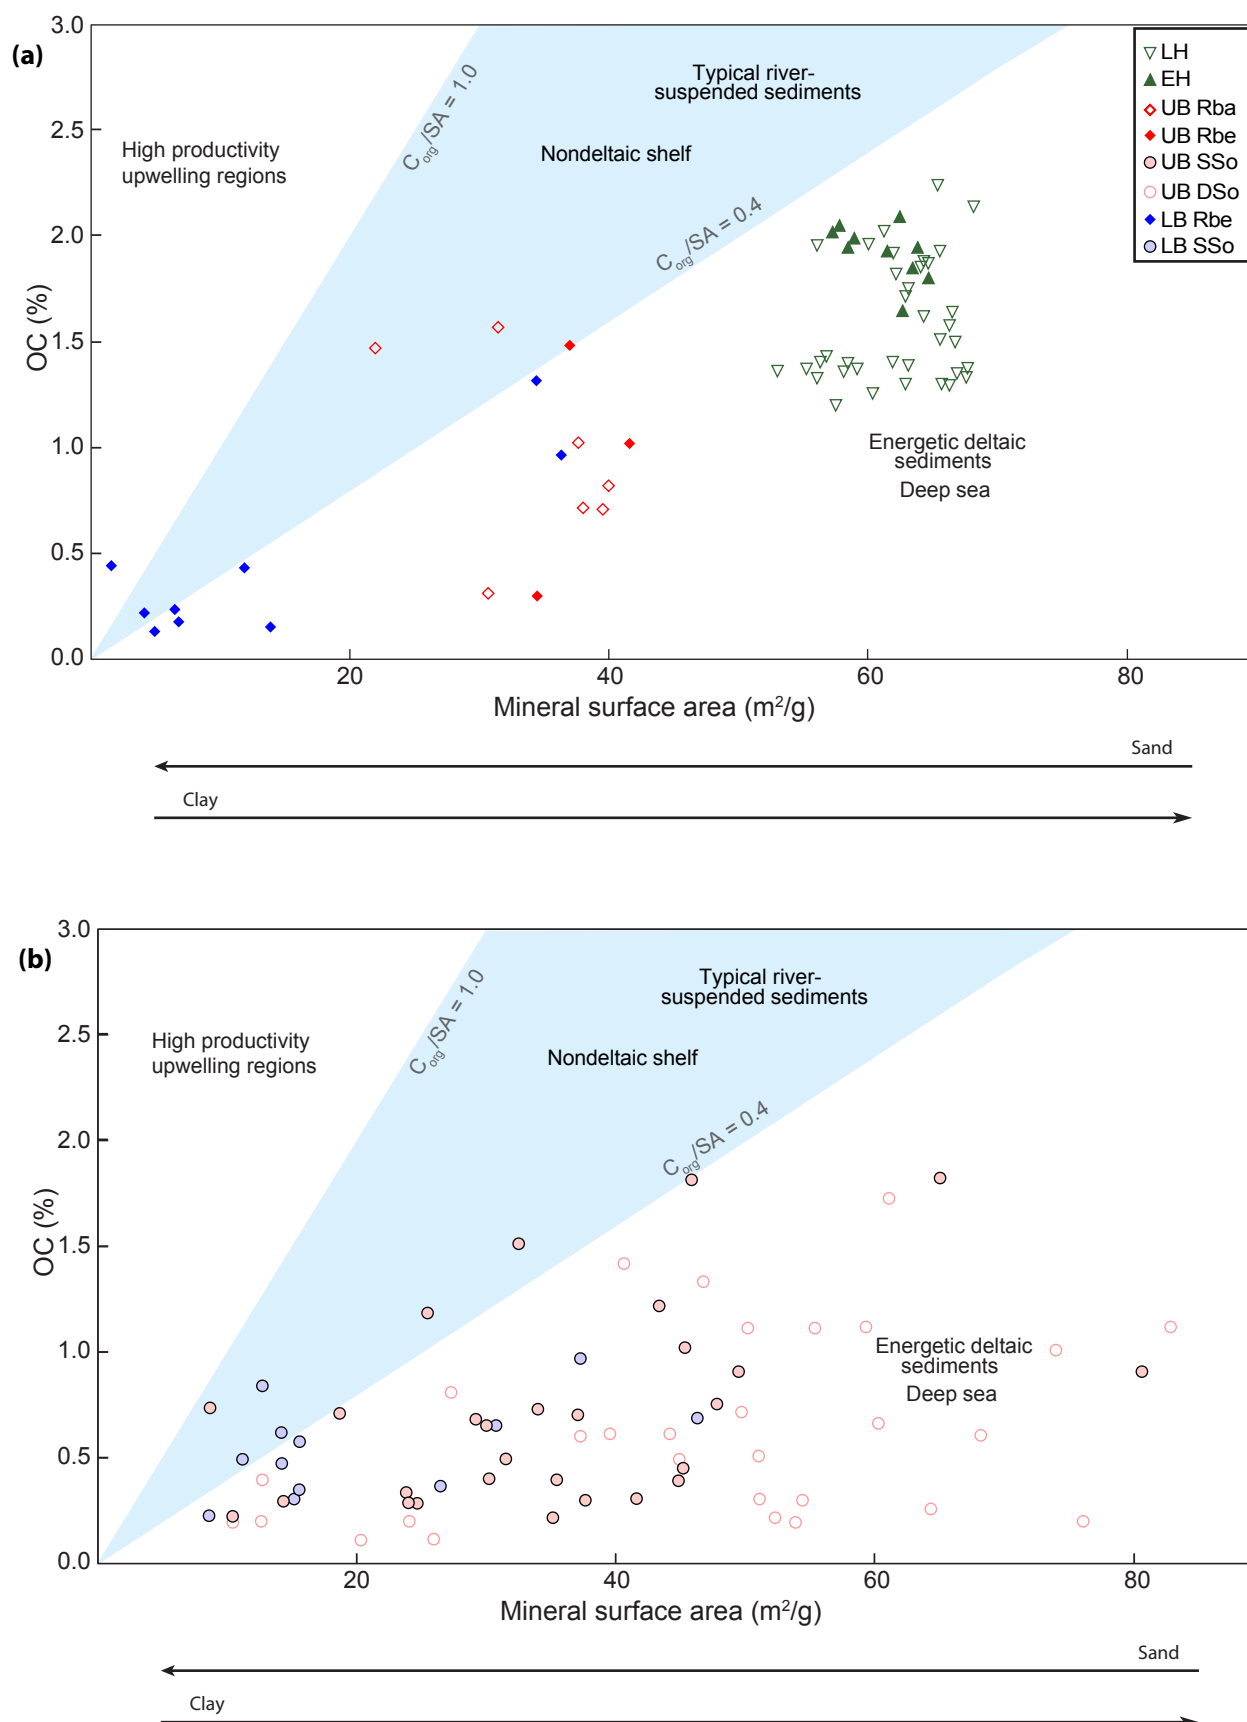 (a)
3.0
2.5
2.0
1.5
1.0
0.5
0.0
OC (%)
High productivity
upwelling regions
Corg/SA = 1.0
Typical river-
suspended sediments
Nondeltaic shelf
Corg/SA = 0.4
Energetic deltaic
sediments
Deep sea
LH
EH
UB Rba
UB Rbe
UB SSo
UB DSo
LB Rbe
LB SSo
20
40
60
80
Mineral surface area (m²/g)
Sand
Clay
(b)
3.0
2.5
2.0
1.5
1.0
0.5
0.0
OC (%)
High productivity
upwelling regions
Corg/SA = 1.0
Typical river-
suspended sediments
Nondeltaic shelf
Corg/SA = 0.4
Energetic deltaic
sediments
Deep sea
20
40
60
80
Mineral surface area (m²/g)
Sand
Clay